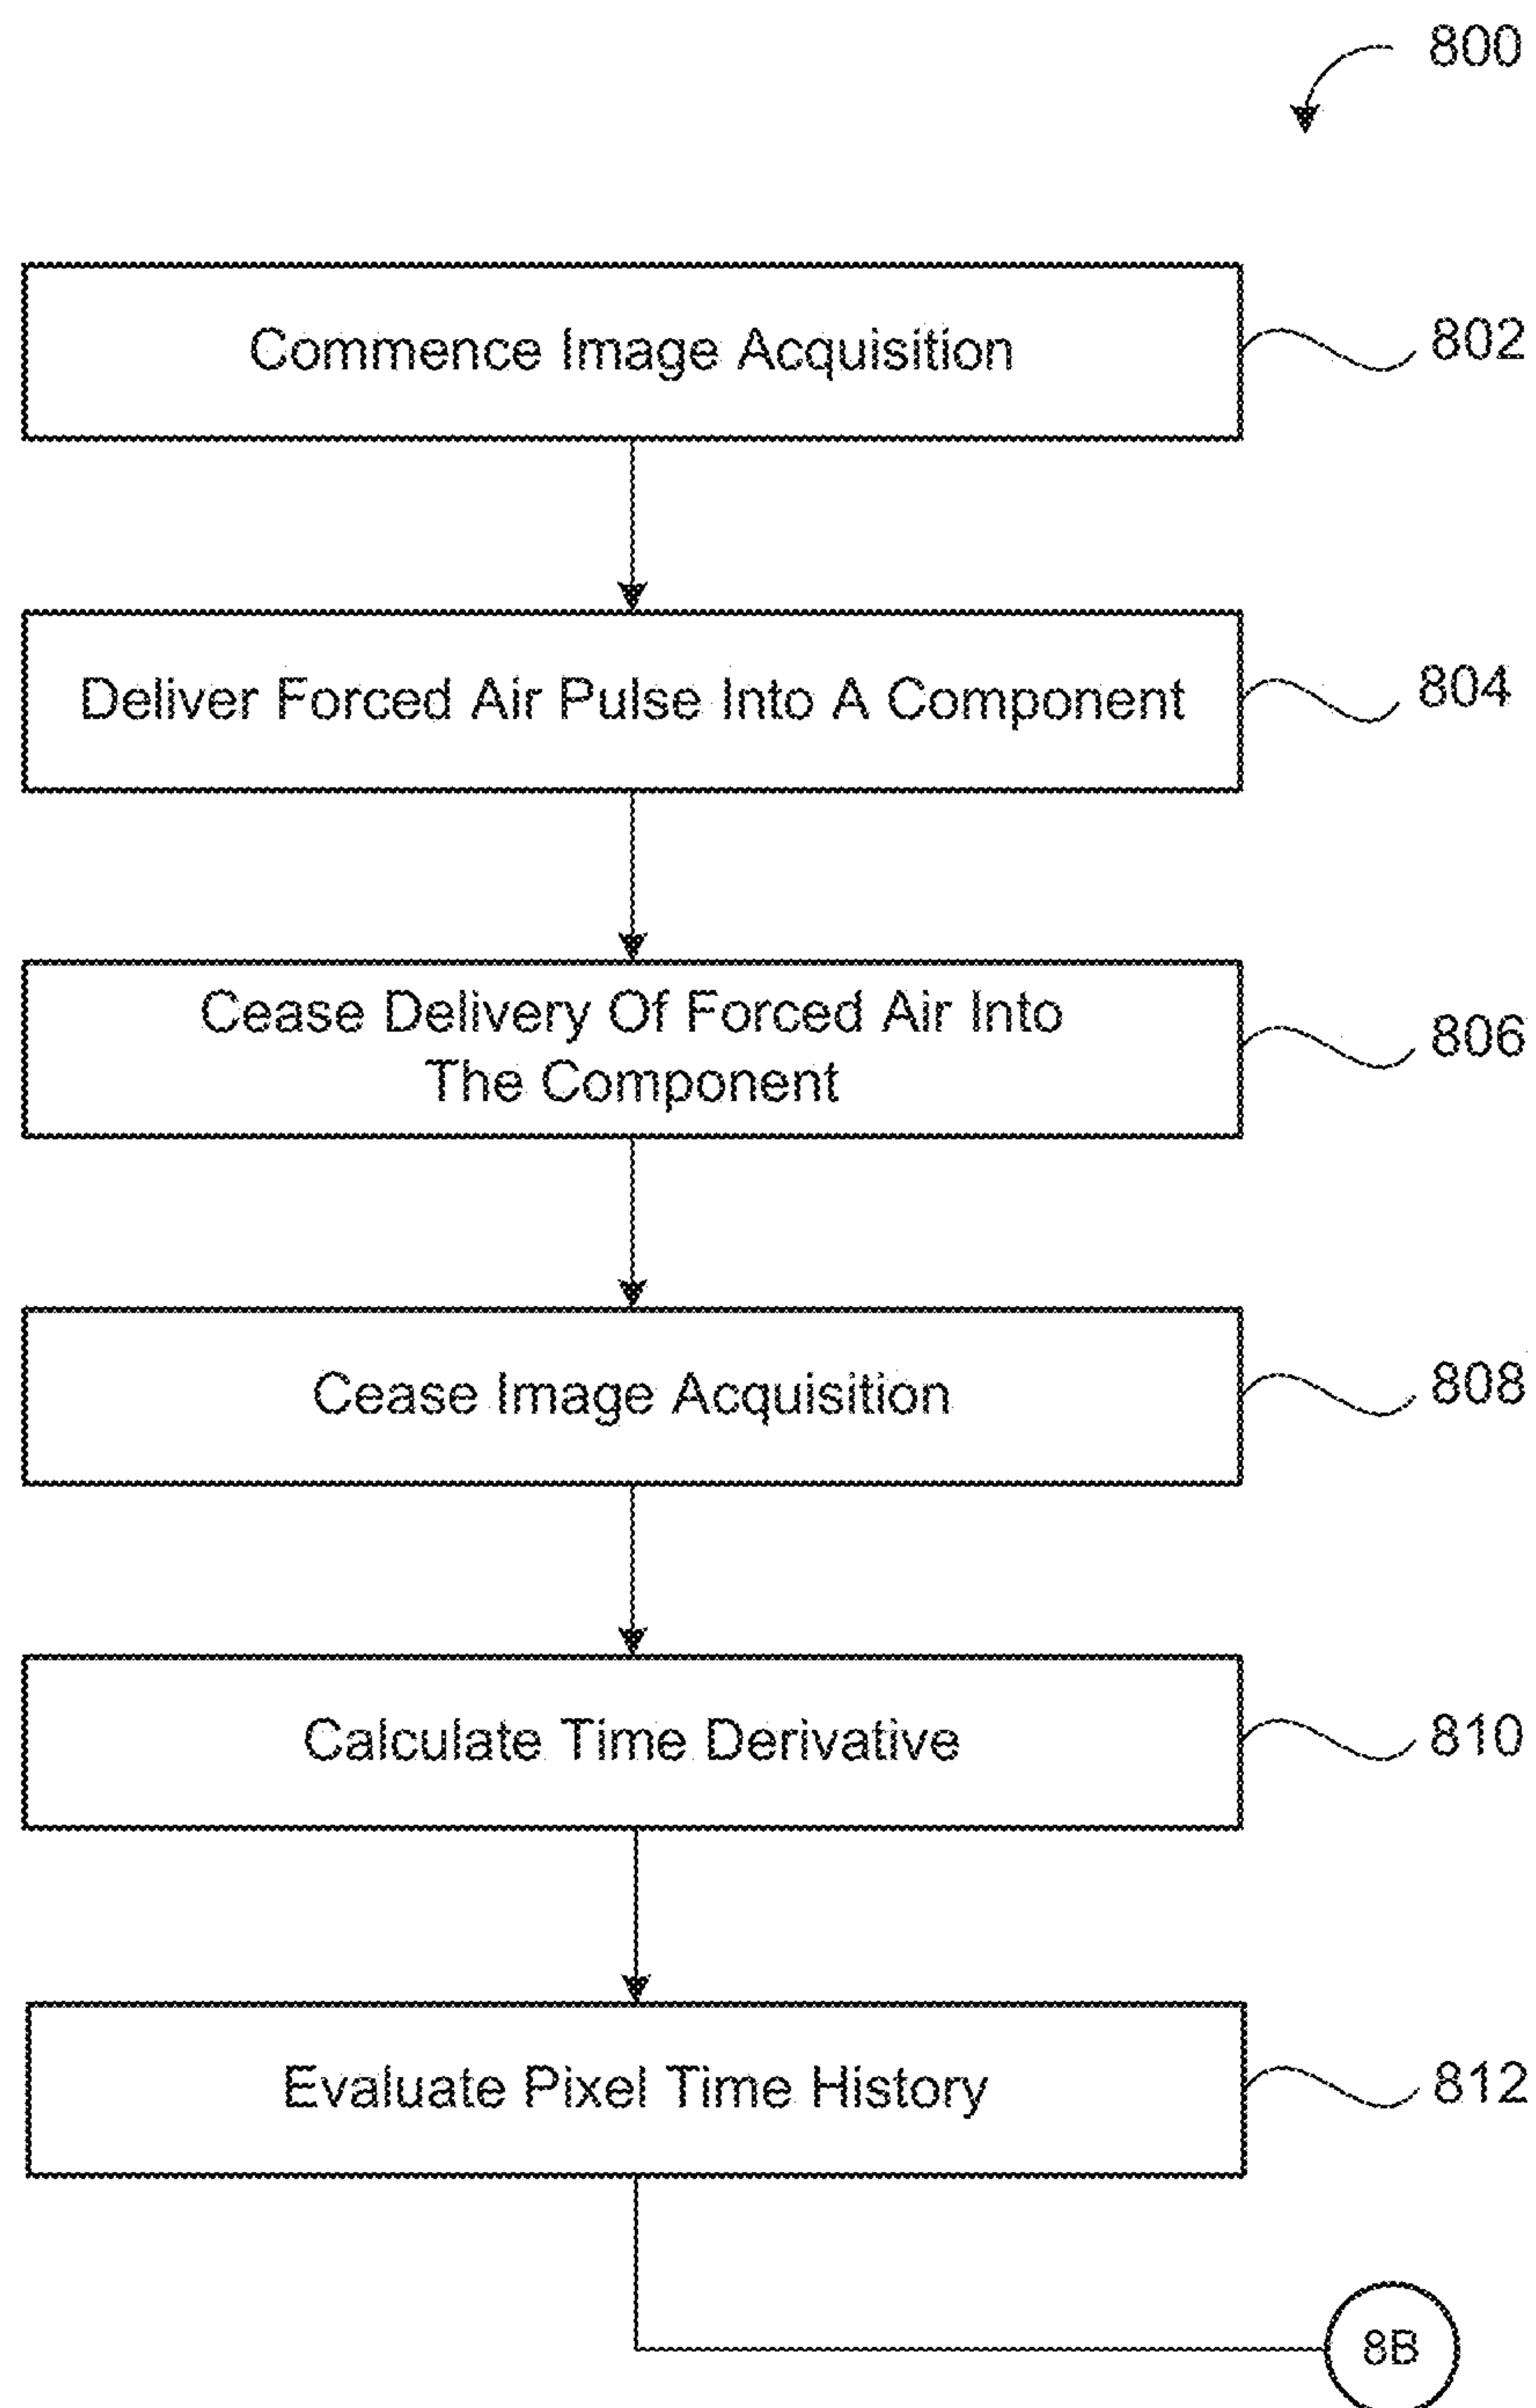 800
Commence Image Acquisition
802
Deliver Forced Air Pulse Into A Component
804
Cease Delivery Of Forced Air Into
The Component
806
Cease Image Acquisition
808
Calculate Time Derivative
810
Evaluate Pixel Time History
812
8B